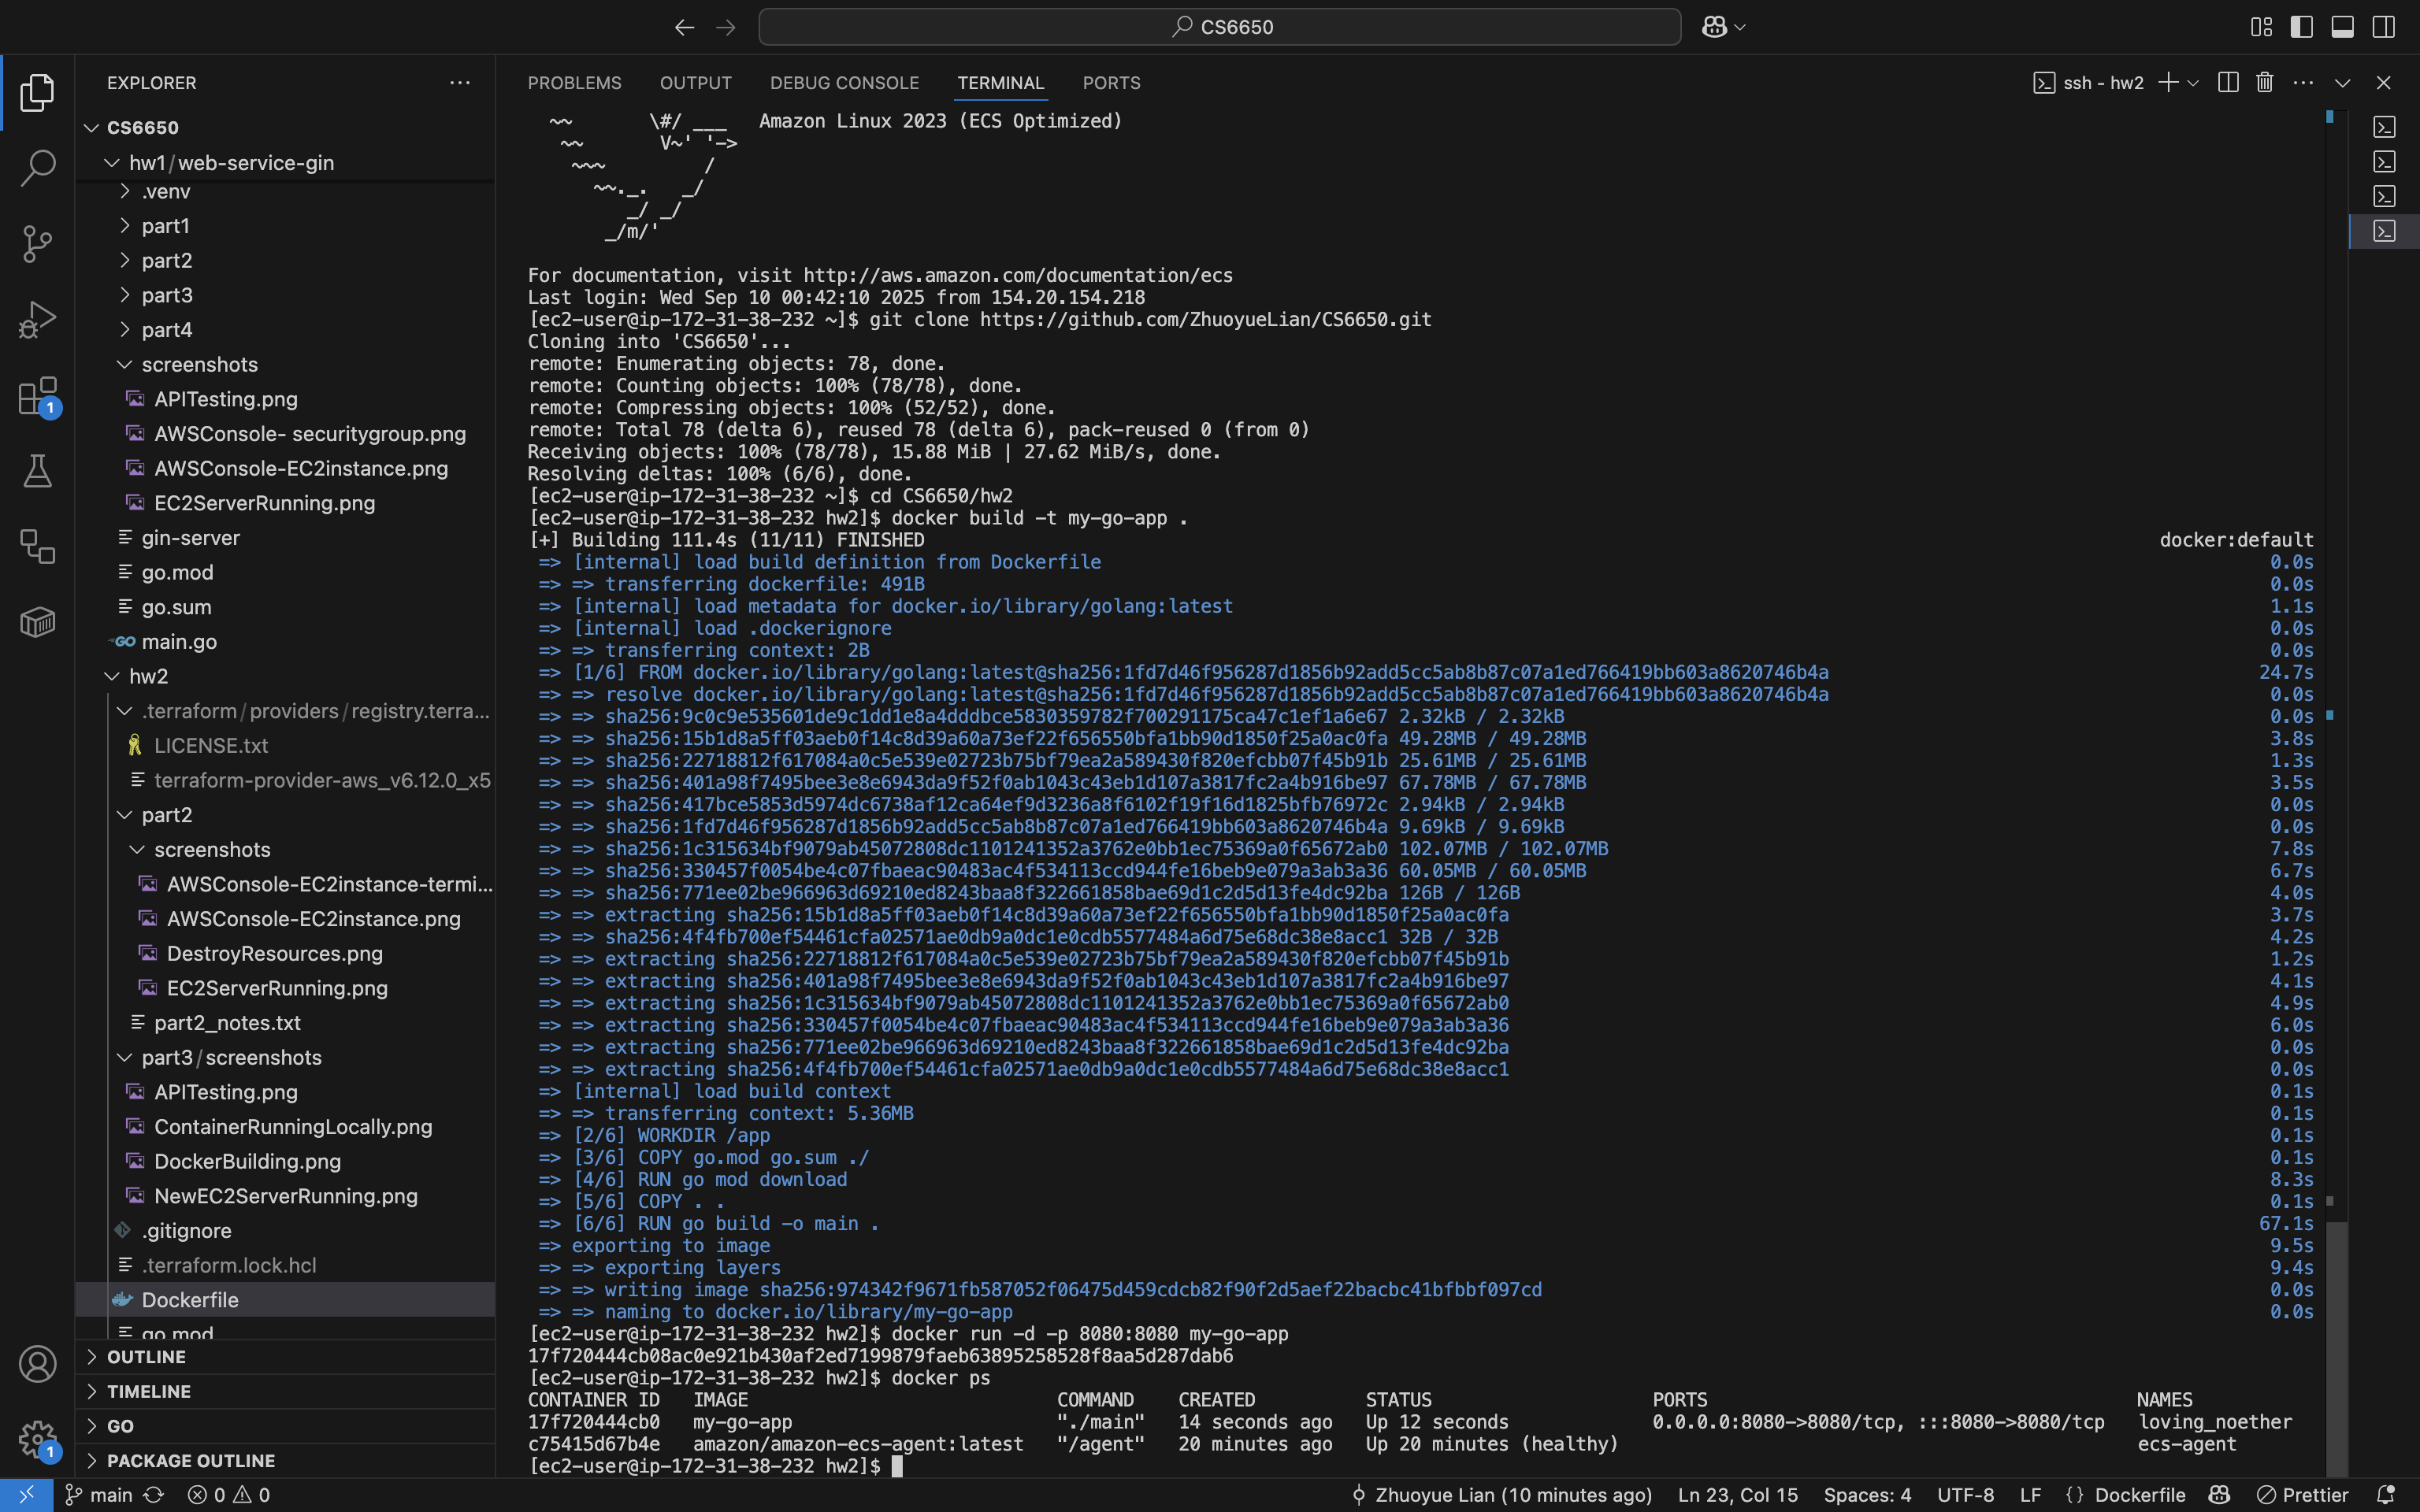 CS6650
EXPLORER
CS6650
hw1/web-service-gin
.venv
part1
part2
part3
part4
screenshots
APITesting.png
AWSConsole- securitygroup.png
AWSConsole-EC2instance.png
EC2ServerRunning.png
gin-server
go.mod
go.sum
main.go
hw2
.terraform/providers/registry.terra...
LICENSE.txt
terraform-provider-aws_v6.12.0_x5
part2
screenshots
AWSConsole-EC2instance-termi...
AWSConsole-EC2instance.png
DestroyResources.png
EC2ServerRunning.png
part2_notes.txt
part3/screenshots
APITesting.png
ContainerRunningLocally.png
DockerBuilding.png
NewEC2ServerRunning.png
.gitignore
.terraform.lock.hcl
Dockerfile
go.mod
OUTLINE
TIMELINE
GO
PACKAGE OUTLINE
1
1
PROBLEMS OUTPUT DEBUG CONSOLE TERMINAL PORTS
ssh - hw2
~~       \#/ ___   Amazon Linux 2023 (ECS Optimized)
~~       V~' '->
~~~         /
~~._.   _/
_/ _/
_/m/'
For documentation, visit http://aws.amazon.com/documentation/ecs
Last login: Wed Sep 10 00:42:10 2025 from 154.20.154.218
[ec2-user@ip-172-31-38-232 ~]$ git clone https://github.com/ZhuoyueLian/CS6650.git
Cloning into 'CS6650'...
remote: Enumerating objects: 78, done.
remote: Counting objects: 100% (78/78), done.
remote: Compressing objects: 100% (52/52), done.
remote: Total 78 (delta 6), reused 78 (delta 6), pack-reused 0 (from 0)
Receiving objects: 100% (78/78), 15.88 MiB | 27.62 MiB/s, done.
Resolving deltas: 100% (6/6), done.
[ec2-user@ip-172-31-38-232 ~]$ cd CS6650/hw2
[ec2-user@ip-172-31-38-232 hw2]$ docker build -t my-go-app .
[+] Building 111.4s (11/11) FINISHED docker:default
=> [internal] load build definition from Dockerfile 0.0s
=> => transferring dockerfile: 491B 0.0s
=> [internal] load metadata for docker.io/library/golang:latest 1.1s
=> [internal] load .dockerignore 0.0s
=> => transferring context: 2B 0.0s
=> [1/6] FROM docker.io/library/golang:latest@sha256:1fd7d46f956287d1856b92add5cc5ab8b87c07a1ed766419bb603a8620746b4a 24.7s
=> => resolve docker.io/library/golang:latest@sha256:1fd7d46f956287d1856b92add5cc5ab8b87c07a1ed766419bb603a8620746b4a 0.0s
=> => sha256:9c0c9e535601de9c1dd1e8a4dddbce5830359782f700291175ca47c1ef1a6e67 2.32kB / 2.32kB 0.0s
=> => sha256:15b1d8a5ff03aeb0f14c8d39a60a73ef22f656550bfa1bb90d1850f25a0ac0fa 49.28MB / 49.28MB 3.8s
=> => sha256:22718812f617084a0c5e539e02723b75bf79ea2a589430f820efcbb07f45b91b 25.61MB / 25.61MB 1.3s
=> => sha256:401a98f7495bee3e8e6943da9f52f0ab1043c43eb1d107a3817fc2a4b916be97 67.78MB / 67.78MB 3.5s
=> => sha256:417bce5853d5974dc6738af12ca64ef9d3236a8f6102f19f16d1825bfb76972c 2.94kB / 2.94kB 0.0s
=> => sha256:1fd7d46f956287d1856b92add5cc5ab8b87c07a1ed766419bb603a8620746b4a 9.69kB / 9.69kB 0.0s
=> => sha256:1c315634bf9079ab45072808dc1101241352a3762e0bb1ec75369a0f65672ab0 102.07MB / 102.07MB 7.8s
=> => sha256:330457f0054be4c07fbaeac90483ac4f534113ccd944fe16beb9e079a3ab3a36 60.05MB / 60.05MB 6.7s
=> => sha256:771ee02be966963d69210ed8243baa8f322661858bae69d1c2d5d13fe4dc92ba 126B / 126B 4.0s
=> => extracting sha256:15b1d8a5ff03aeb0f14c8d39a60a73ef22f656550bfa1bb90d1850f25a0ac0fa 3.7s
=> => sha256:4f4fb700ef54461cfa02571ae0db9a0dc1e0cdb5577484a6d75e68dc38e8acc1 32B / 32B 4.2s
=> => extracting sha256:22718812f617084a0c5e539e02723b75bf79ea2a589430f820efcbb07f45b91b 1.2s
=> => extracting sha256:401a98f7495bee3e8e6943da9f52f0ab1043c43eb1d107a3817fc2a4b916be97 4.1s
=> => extracting sha256:1c315634bf9079ab45072808dc1101241352a3762e0bb1ec75369a0f65672ab0 4.9s
=> => extracting sha256:330457f0054be4c07fbaeac90483ac4f534113ccd944fe16beb9e079a3ab3a36 6.0s
=> => extracting sha256:771ee02be966963d69210ed8243baa8f322661858bae69d1c2d5d13fe4dc92ba 0.0s
=> => extracting sha256:4f4fb700ef54461cfa02571ae0db9a0dc1e0cdb5577484a6d75e68dc38e8acc1 0.0s
=> [internal] load build context 0.1s
=> => transferring context: 5.36MB 0.1s
=> [2/6] WORKDIR /app 0.1s
=> [3/6] COPY go.mod go.sum ./ 0.1s
=> [4/6] RUN go mod download 8.3s
=> [5/6] COPY . . 0.1s
=> [6/6] RUN go build -o main . 67.1s
=> exporting to image 9.5s
=> => exporting layers 9.4s
=> => writing image sha256:974342f9671fb587052f06475d459cdcb82f90f2d5aef22bacbc41bfbbf097cd 0.0s
=> => naming to docker.io/library/my-go-app 0.0s
[ec2-user@ip-172-31-38-232 hw2]$ docker run -d -p 8080:8080 my-go-app
17f720444cb08ac0e921b430af2ed7199879faeb63895258528f8aa5d287dab6
[ec2-user@ip-172-31-38-232 hw2]$ docker ps
CONTAINER ID   IMAGE   COMMAND   CREATED   STATUS   PORTS   NAMES
17f720444cb0   my-go-app   "./main"   14 seconds ago   Up 12 seconds   0.0.0.0:8080->8080/tcp, :::8080->8080/tcp   loving_noether
c75415d67b4e   amazon/amazon-ecs-agent:latest   "/agent"   20 minutes ago   Up 20 minutes (healthy)   ecs-agent
[ec2-user@ip-172-31-38-232 hw2]$
main 0 0 Zhuoyue Lian (10 minutes ago) Ln 23, Col 15 Spaces: 4 UTF-8 LF {} Dockerfile Prettier